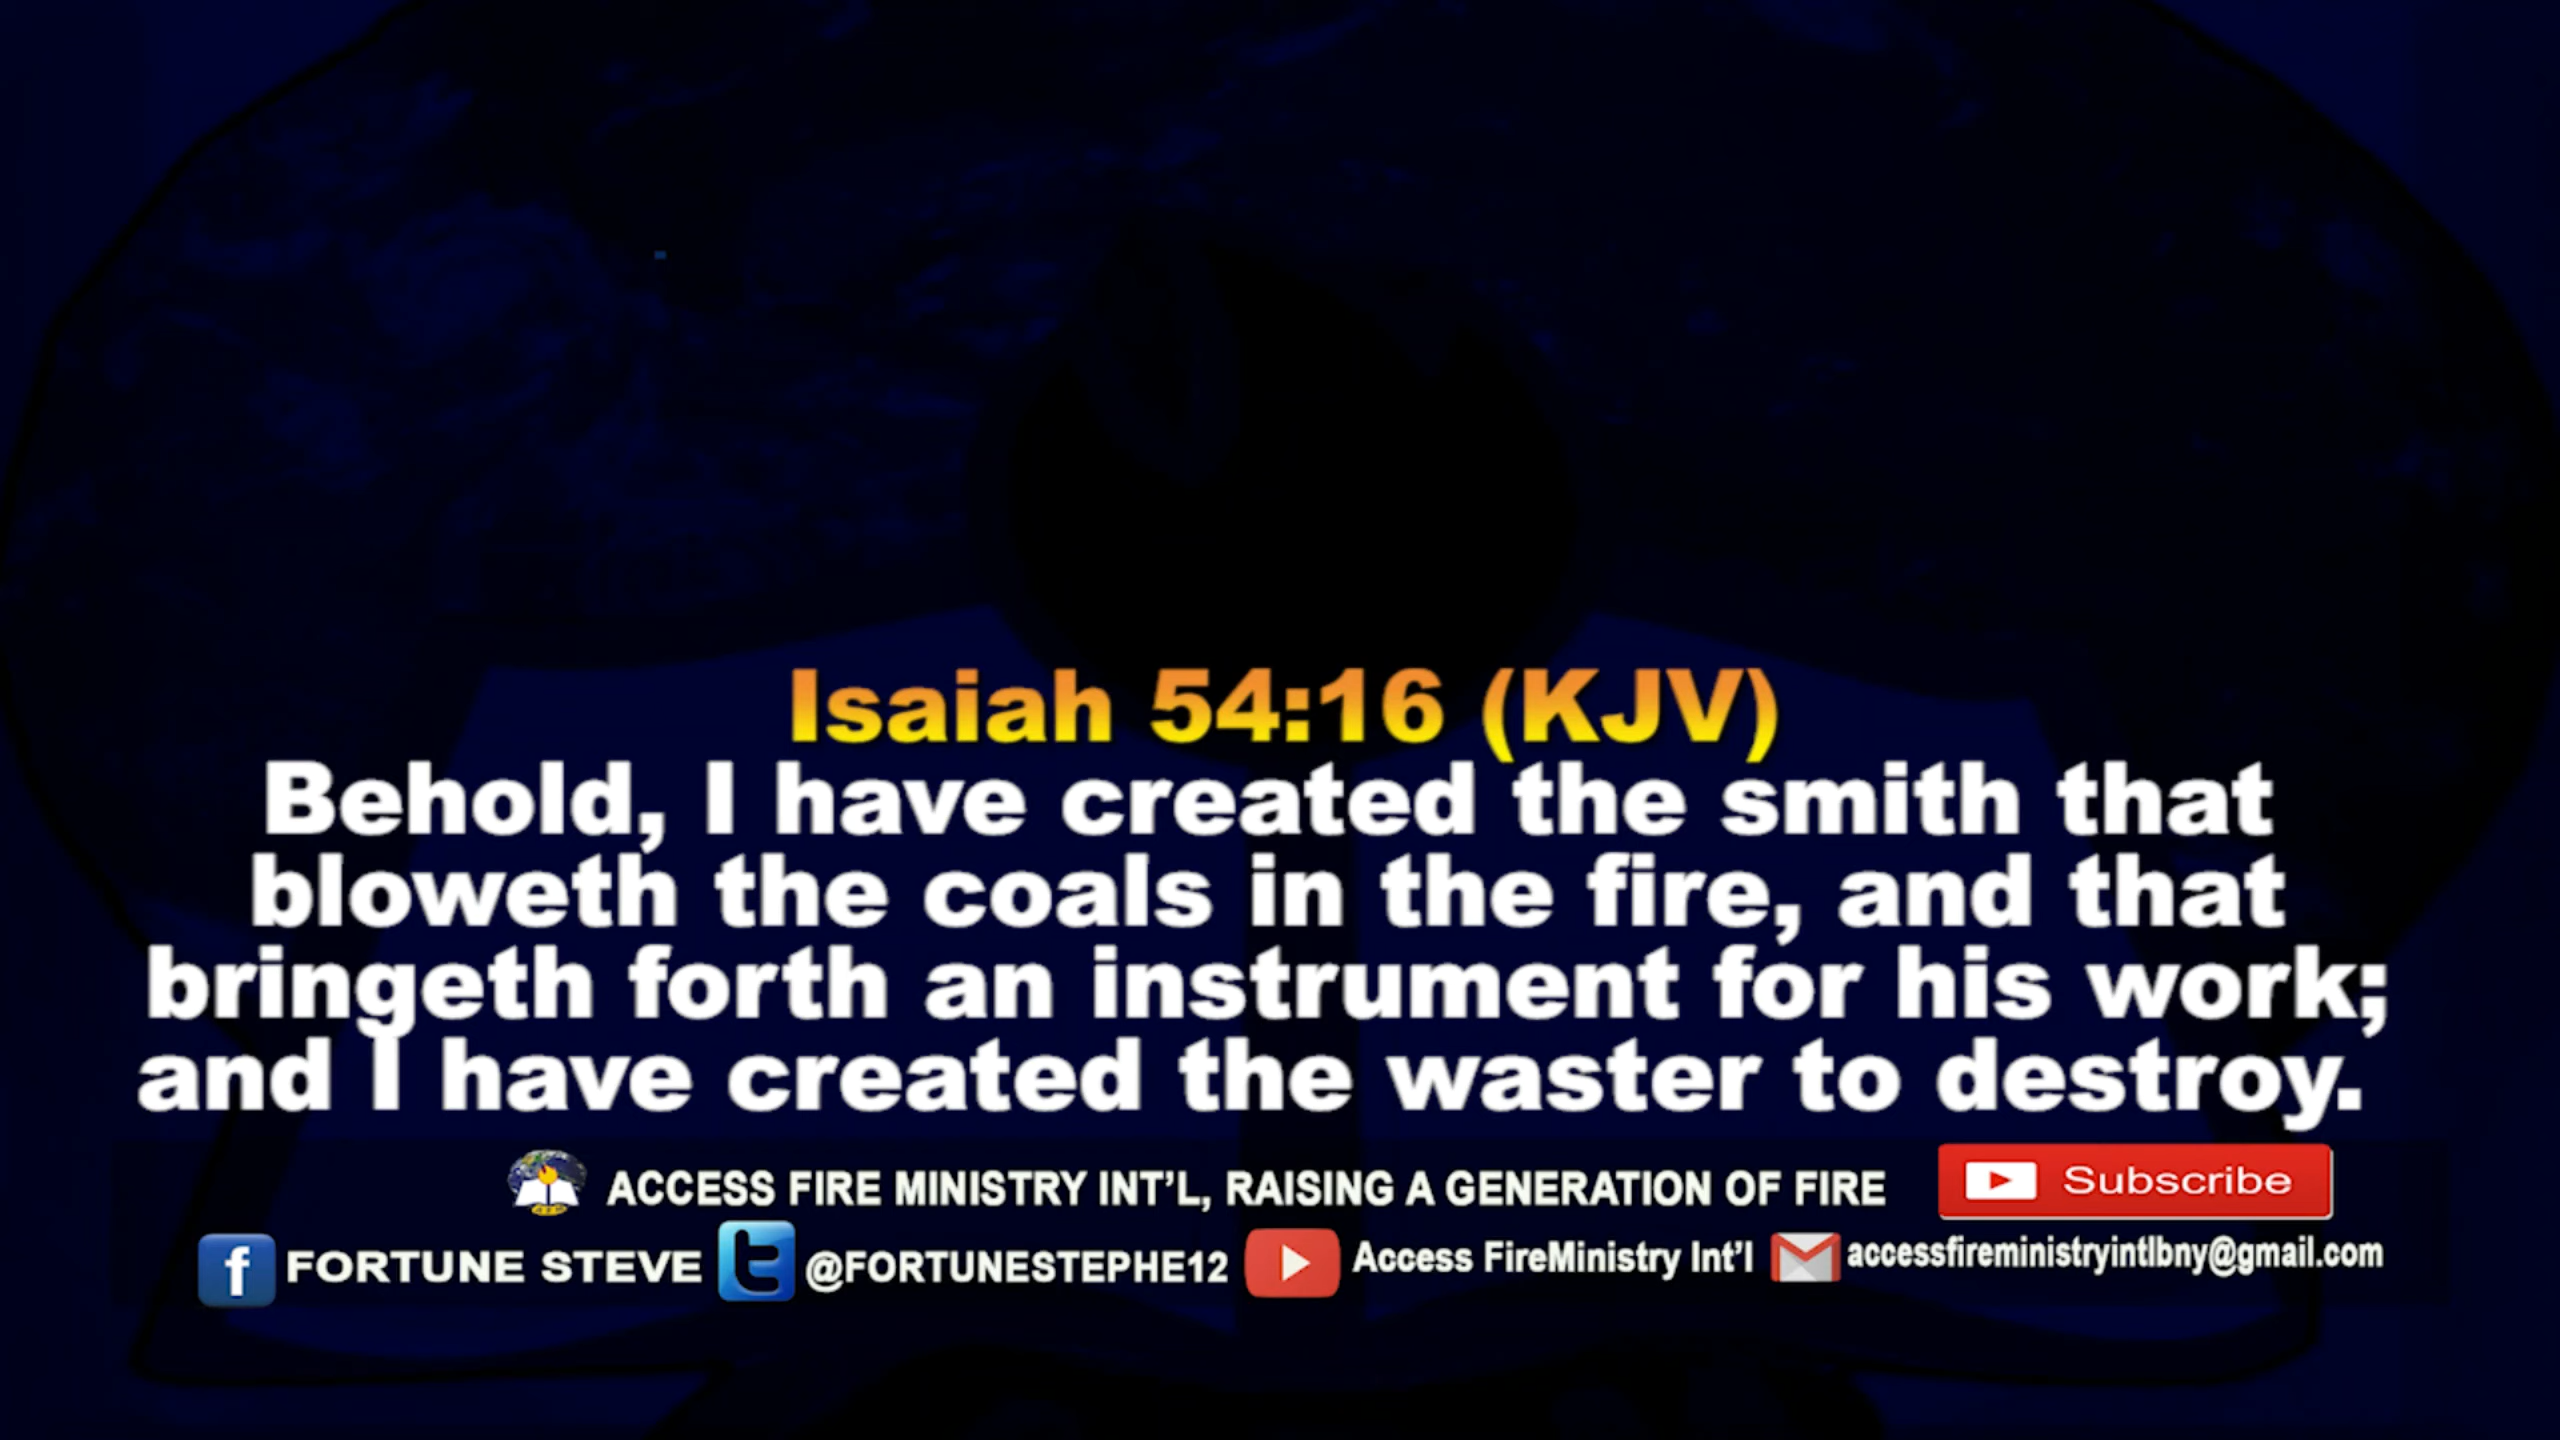 Isaiah 54:16 (KJV)
Behold, I have created the smith that
bloweth the coals in the fire, and that
bringeth forth an instrument for his work;
and I have created the waster to destroy.
ACCESS FIRE MINISTRY INT'L, RAISING A GENERATION OF FIRE
Subscribe
FORTUNE STEVE @FORTUNESTEPHE12 Access FireMinistry Int'l accessfireministryintlbny@gmail.com